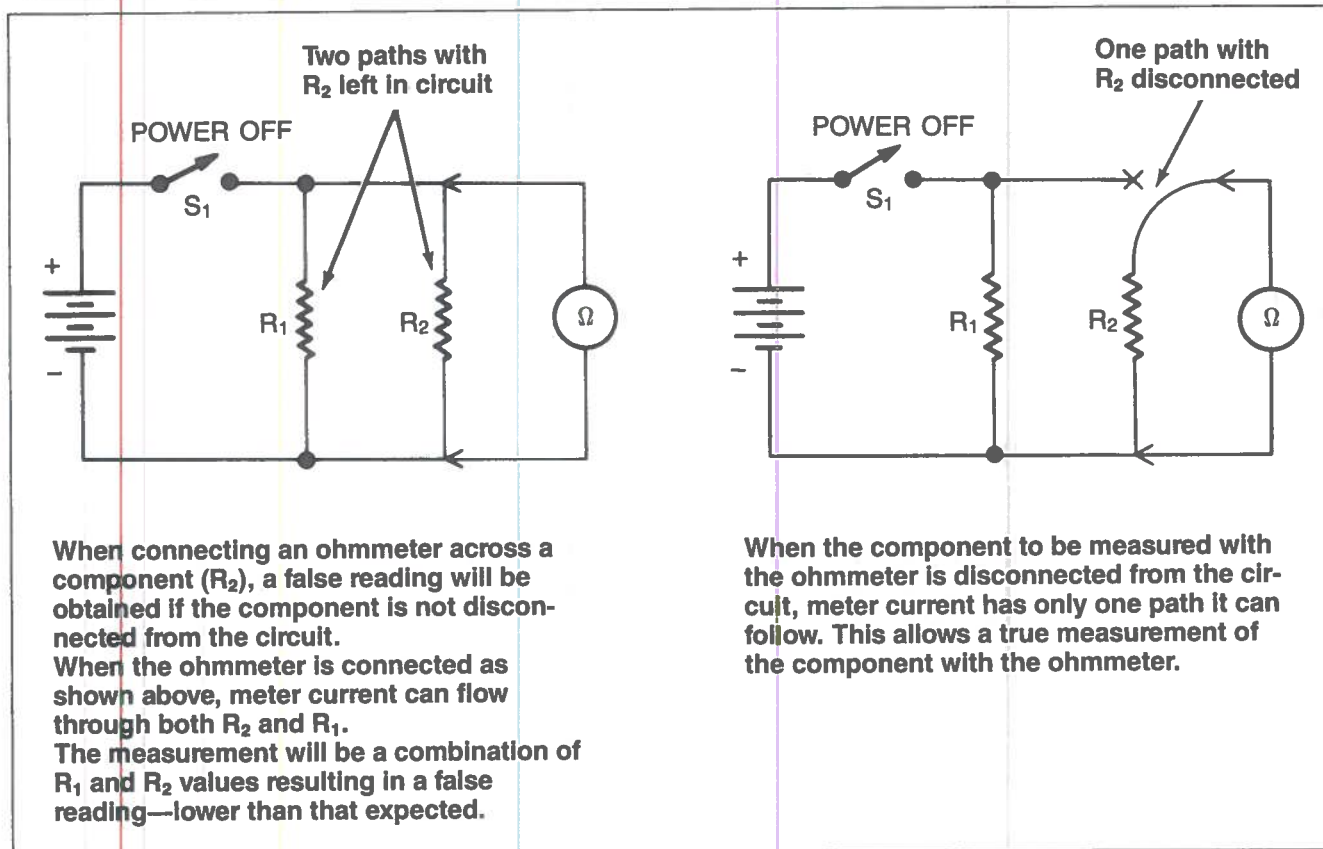 Two paths with
R₂ left in circuit
POWER OFF
S₁
+
−
R₁
R₂
Ω
When connecting an ohmmeter across a
component (R₂), a false reading will be
obtained if the component is not discon-
nected from the circuit.
When the ohmmeter is connected as
shown above, meter current can flow
through both R₂ and R₁.
The measurement will be a combination of
R₁ and R₂ values resulting in a false
reading—lower than that expected.
One path with
R₂ disconnected
POWER OFF
S₁
+
−
R₁
R₂
Ω
When the component to be measured with
the ohmmeter is disconnected from the cir-
cuit, meter current has only one path it can
follow. This allows a true measurement of
the component with the ohmmeter.